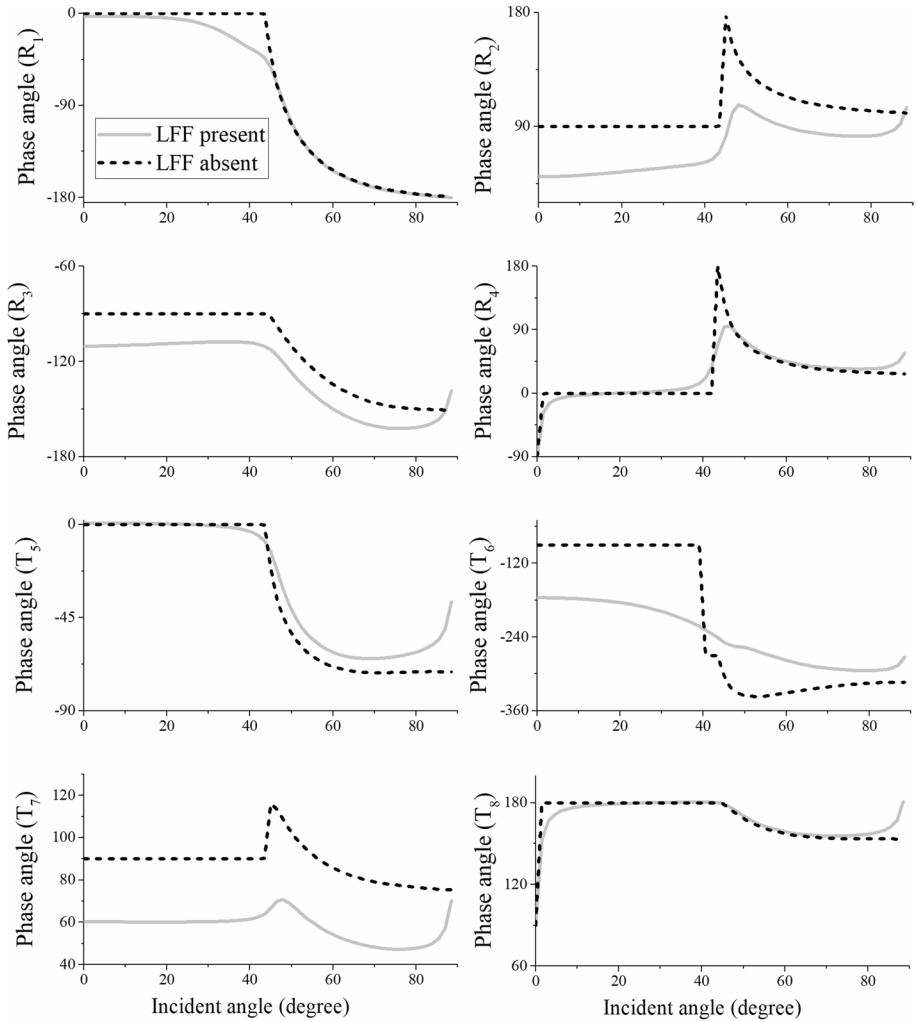 Phase angle (R1)
0
-90
-180
LFF present
LFF absent
0 20 40 60 80
Phase angle (R2)
180
90
0 20 40 60 80
Phase angle (R3)
-60
-120
-180
0 20 40 60 80
Phase angle (R4)
180
90
0
-90
0 20 40 60 80
Phase angle (T5)
0
-45
-90
0 20 40 60 80
Phase angle (T6)
-120
-240
-360
0 20 40 60 80
Phase angle (T7)
120
100
80
60
40
0 20 40 60 80
Incident angle (degree)
Phase angle (T8)
180
120
60
0 20 40 60 80
Incident angle (degree)